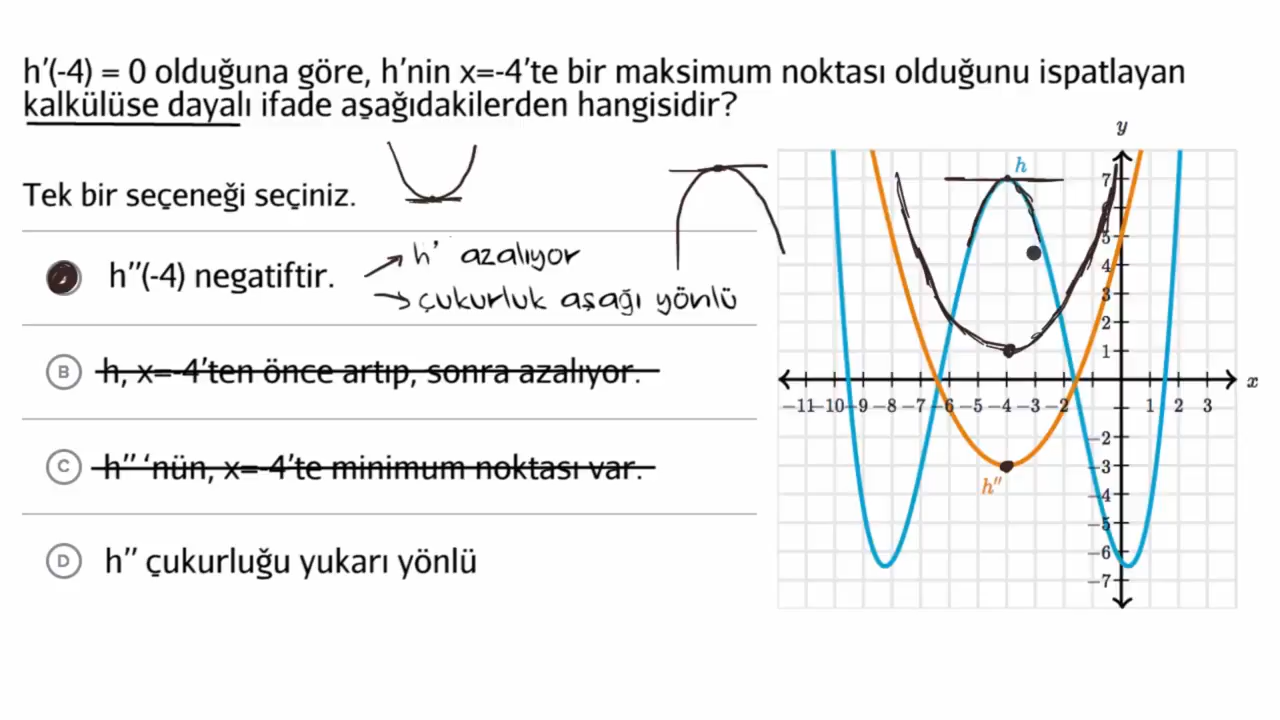 h′(-4) = 0 olduğuna göre, h′nin x=-4′te bir maksimum noktası olduğunu ispatlayan
kalkülüse dayalı ifade aşağıdakilerden hangisidir?
Tek bir seçeneği seçiniz.
h′′(-4) negatiftir.
→ h' azalıyor
→ çukurluk aşağı yönlü
B h, x=-4′ten önce artıp, sonra azalıyor.
C h′′ ‘nün, x=-4′te minimum noktası var.
D h′′ çukurluğu yukarı yönlü
y
h
7
5
4
3
2
1
x
−11 −10 −9 −8 −7 −6 −5 −4 −3 −2 1 2 3
−2
−3
h″
−4
−5
−6
−7